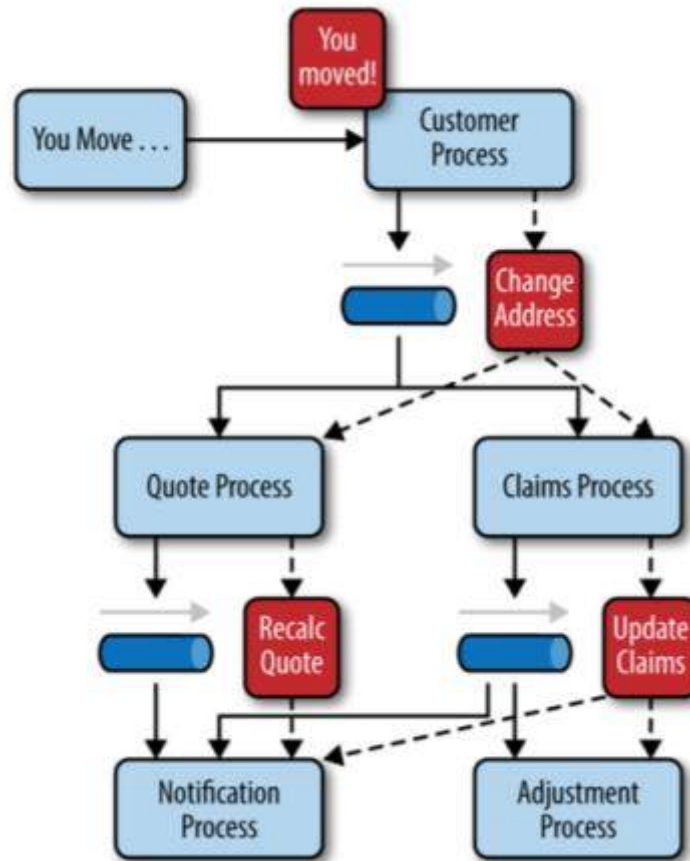 You
moved!
You Move . . .
Customer
Process
Change
Address
Quote Process
Claims Process
Recalc
Quote
Update
Claims
Notification
Process
Adjustment
Process